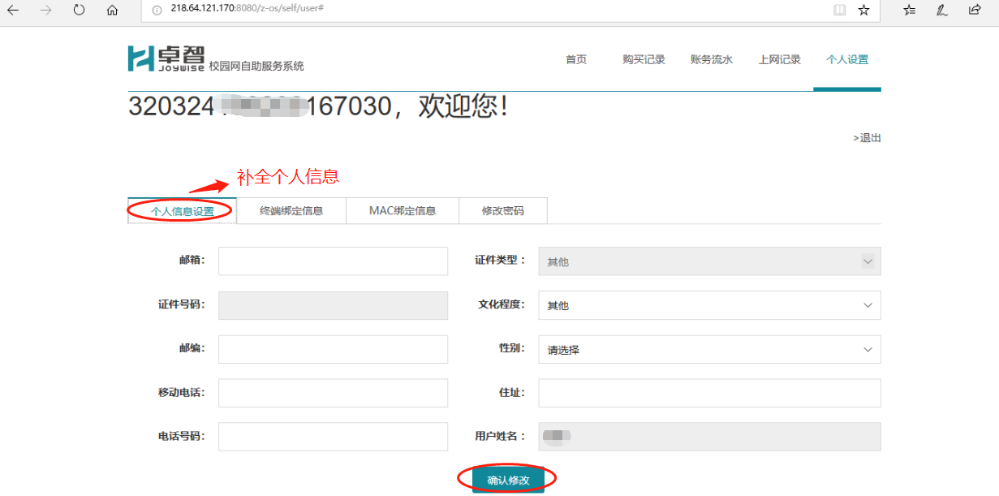 218.64.121.170:8080/z-os/self/user#
卓智
JOYWISE 校园网自助服务系统
首页 购买记录 账务流水 上网记录 个人设置
320324 167030，欢迎您！
>退出
补全个人信息
个人信息设置 终端绑定信息 MAC绑定信息 修改密码
邮箱： 证件类型： 其他
证件号码： 文化程度： 其他
邮编： 性别： 请选择
移动电话： 住址：
电话号码： 用户姓名：
确认修改